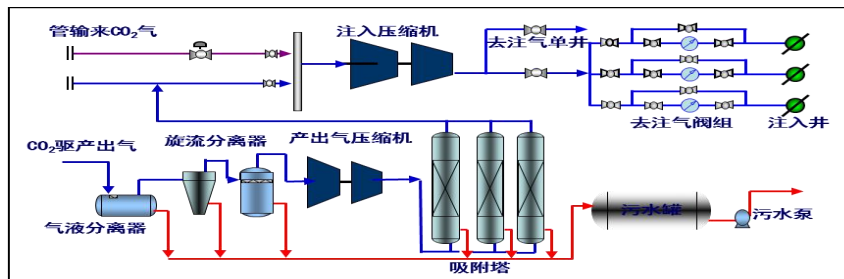 管输来CO₂气
注入压缩机
去注气单井
去注气阀组
注入井
CO₂驱产出气
旋流分离器
产出气压缩机
气液分离器
吸附塔
污水罐
污水泵